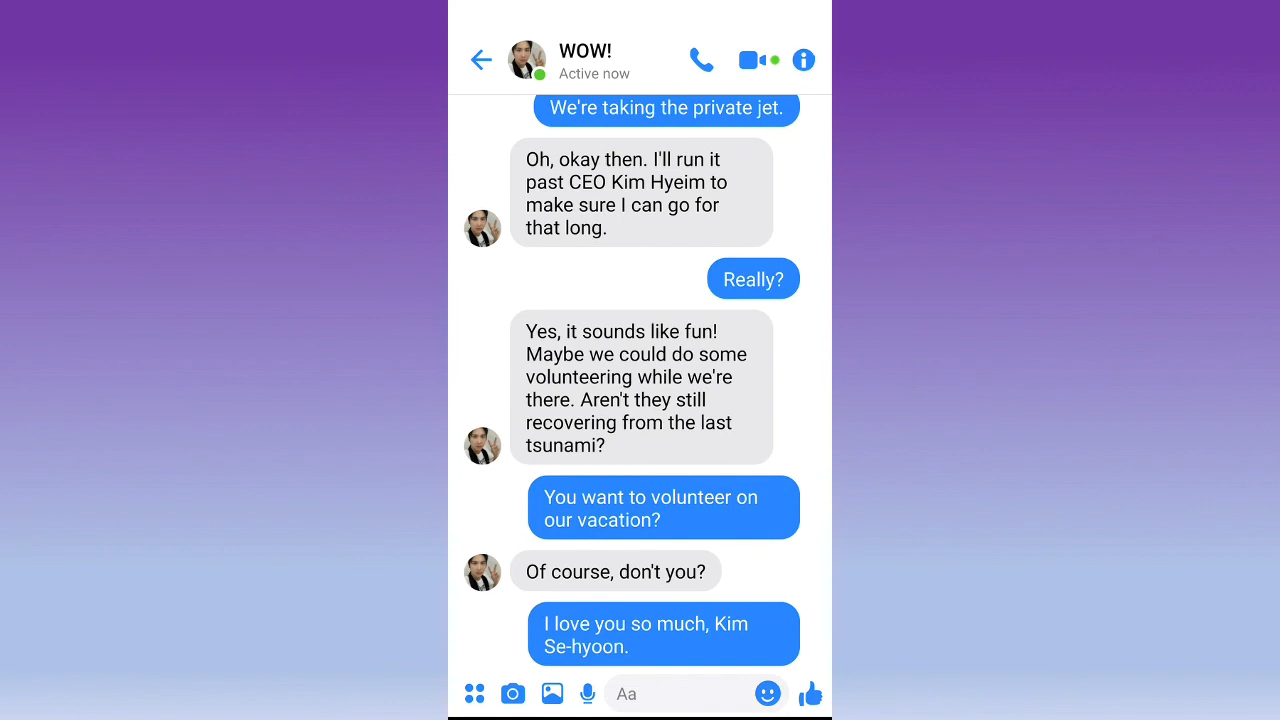 WOW!
Active now
We're taking the private jet.
Oh, okay then. I'll run it
past CEO Kim Hyeim to
make sure I can go for
that long.
Really?
Yes, it sounds like fun!
Maybe we could do some
volunteering while we're
there. Aren't they still
recovering from the last
tsunami?
You want to volunteer on
our vacation?
Of course, don't you?
I love you so much, Kim
Se-hyoon.
Aa